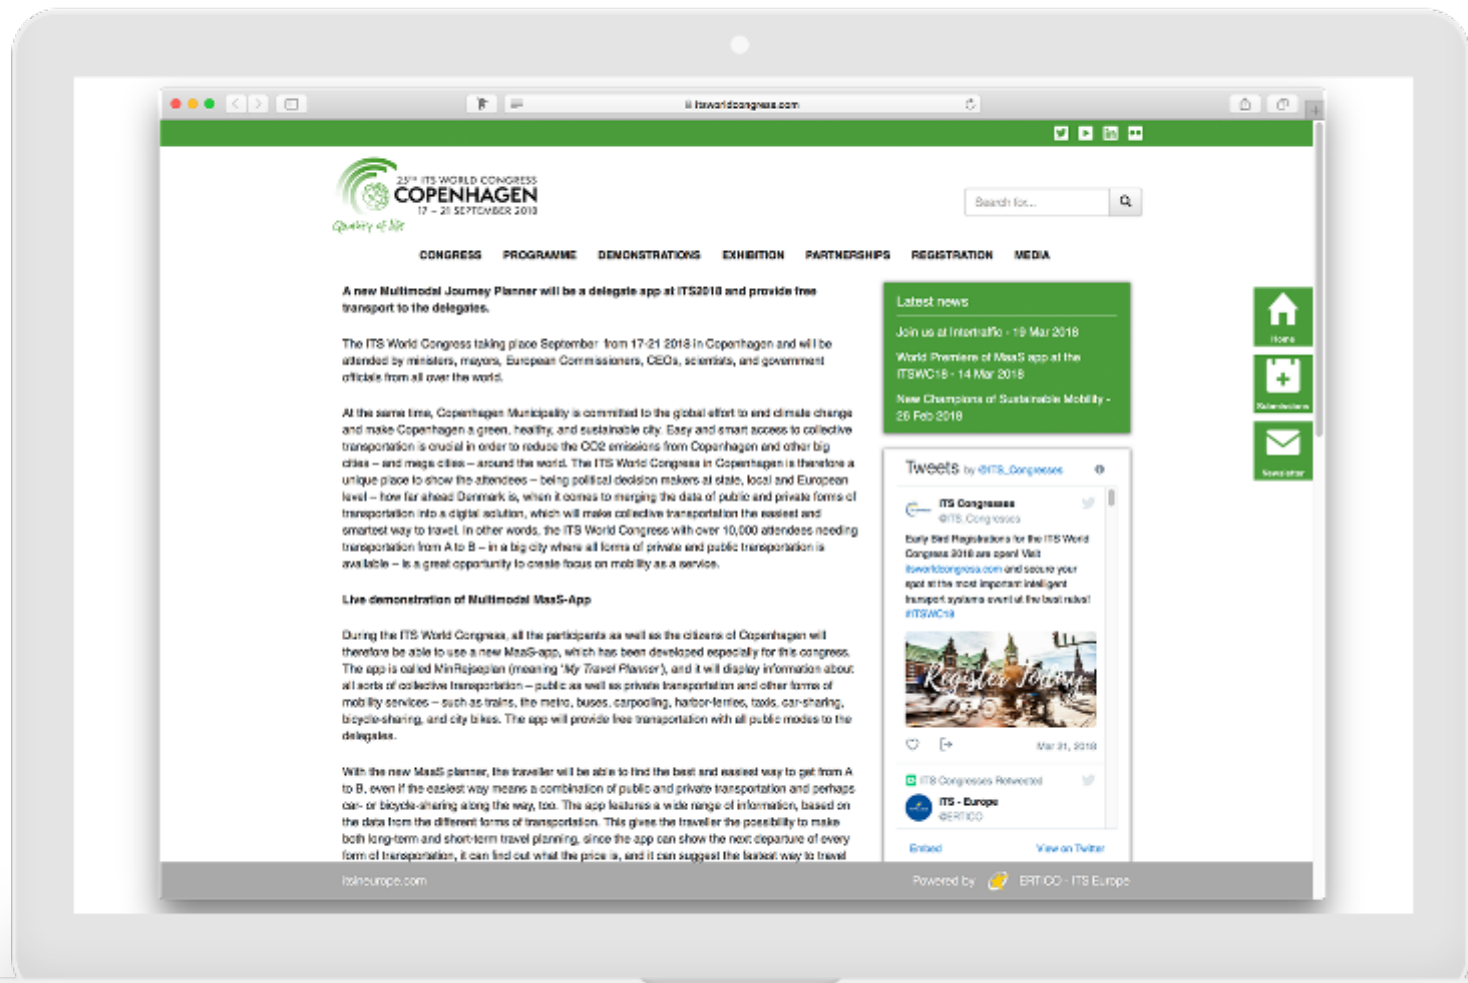 itsworldcongress.com
25TH ITS WORLD CONGRESS
COPENHAGEN
17 – 21 SEPTEMBER 2018
Quality of life
Search for...
CONGRESS PROGRAMME DEMONSTRATIONS EXHIBITION PARTNERSHIPS REGISTRATION MEDIA
A new Multimodal Journey Planner will be a delegate app at ITS2018 and provide free
transport to the delegates.
The ITS World Congress taking place September from 17-21 2018 in Copenhagen and will be
attended by ministers, mayors, European Commissioners, CEOs, scientists, and government
officials from all over the world.
At the same time, Copenhagen Municipality is committed to the global effort to end climate change
and make Copenhagen a green, healthy, and sustainable city. Easy and smart access to collective
transportation is crucial in order to reduce the CO2 emissions from Copenhagen and other big
cities – and mega cities – around the world. The ITS World Congress in Copenhagen is therefore a
unique place to show the attendees – being political decision makers at state, local and European
level – how far ahead Denmark is, when it comes to merging the data of public and private forms of
transportation into a digital solution, which will make collective transportation the easiest and
smartest way to travel. In other words, the ITS World Congress with over 10,000 attendees needing
transportation from A to B – in a big city where all forms of private and public transportation is
available – is a great opportunity to create focus on mobility as a service.
Live demonstration of Multimodal MaaS-App
During the ITS World Congress, all the participants as well as the citizens of Copenhagen will
therefore be able to use a new MaaS-app, which has been developed especially for this congress.
The app is called MinRejseplan (meaning 'My Travel Planner'), and it will display information about
all sorts of collective transportation – public as well as private transportation and other forms of
mobility services – such as trains, the metro, buses, carpooling, harbor-ferries, taxis, car-sharing,
bicycle-sharing, and city bikes. The app will provide free transportation with all public modes to the
delegates.
With the new MaaS planner, the traveller will be able to find the best and easiest way to get from A
to B, even if the easiest way means a combination of public and private transportation and perhaps
car- or bicycle-sharing along the way, too. The app features a wide range of information, based on
the data from the different forms of transportation. This gives the traveller the possibility to make
both long-term and short-term travel planning, since the app can show the next departure of every
form of transportation, it can find out what the price is, and it can suggest the fastest way to travel
Latest news
Join us at Intertraffic - 19 Mar 2018
World Premiere of MaaS app at the
ITSWC18 - 14 Mar 2018
New Champions of Sustainable Mobility -
26 Feb 2018
Tweets by @ITS_Congresses
ITS Congresses
@ITS_Congresses
Early Bird Registrations for the ITS World
Congress 2018 are open! Visit
itsworldcongress.com and secure your
spot at the most important intelligent
transport systems event at the best rates!
#ITSWC18
Register Today
Mar 21, 2018
ITS Congresses Retweeted
ITS - Europe
@ERTICO
Embed View on Twitter
Home
Submissions
Newsletter
itsineurope.com
Powered by ERTICO - ITS Europe